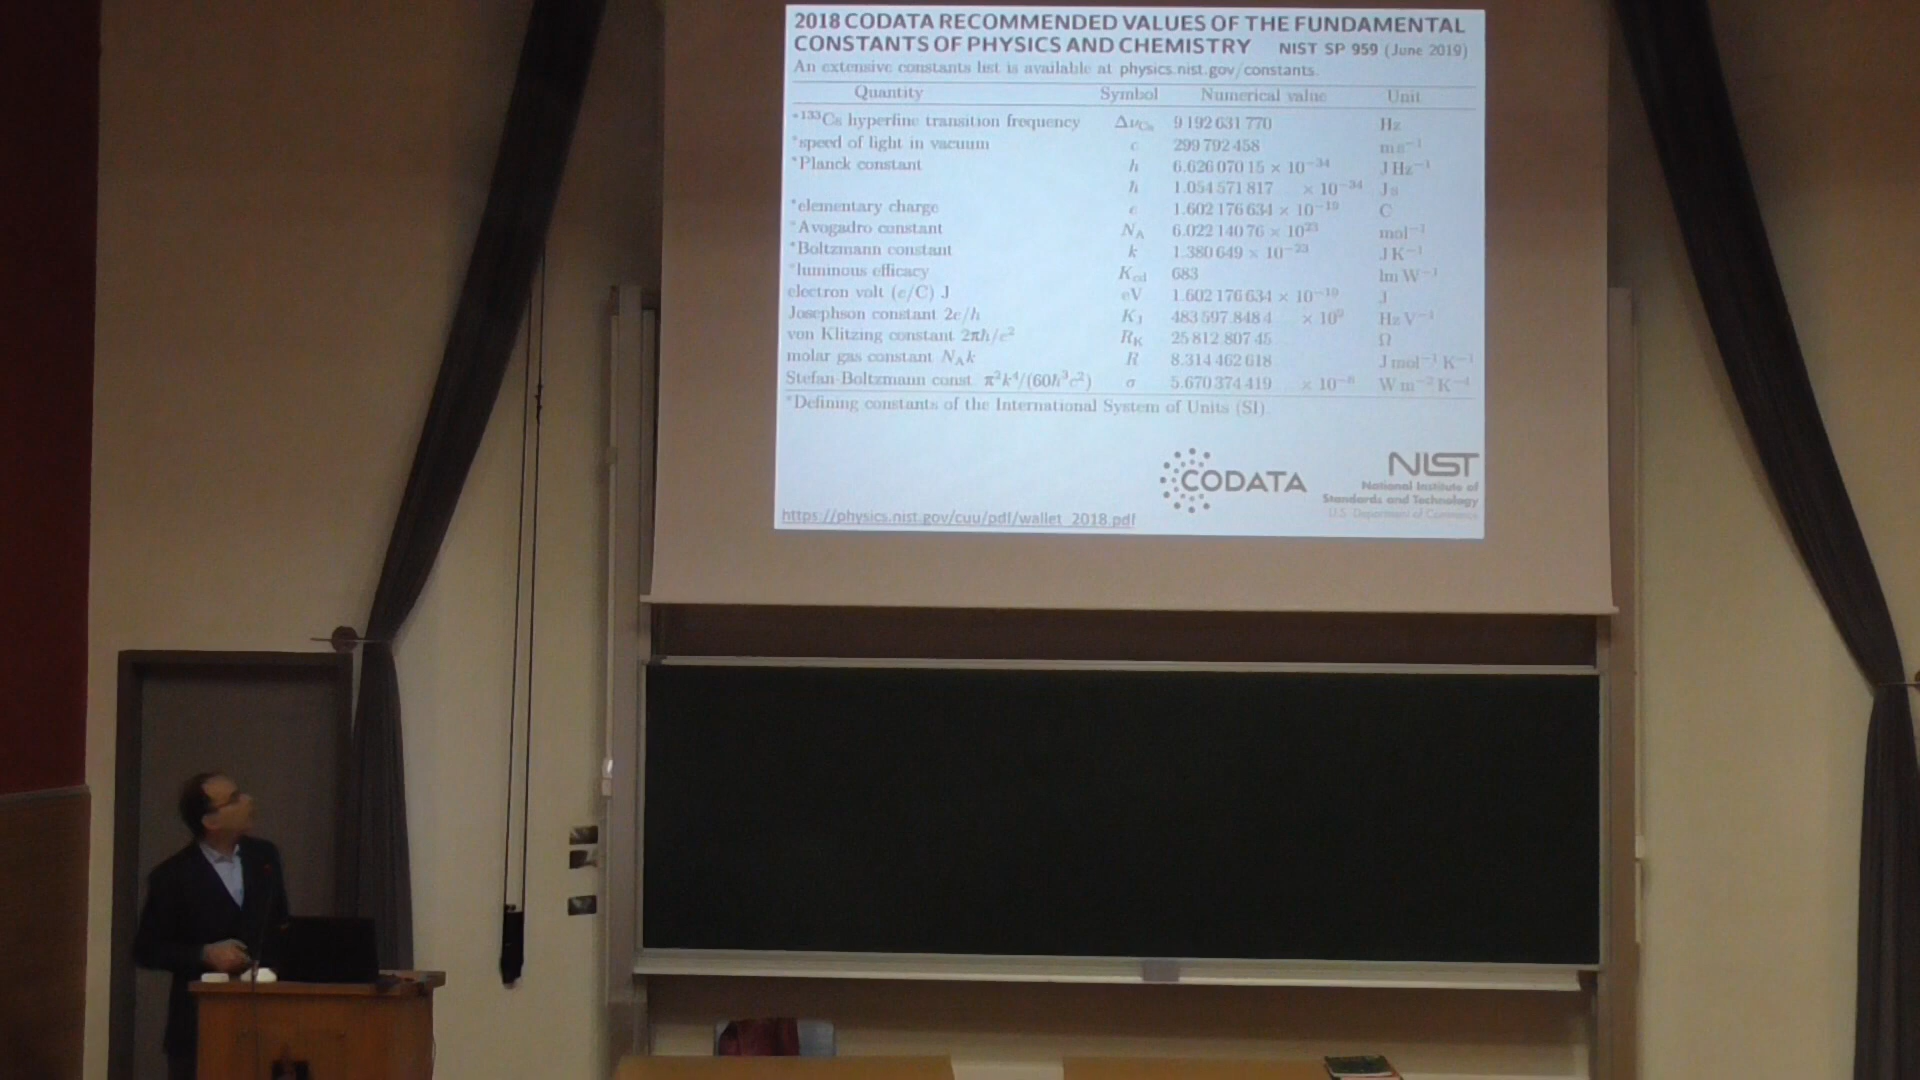 2018 CODATA RECOMMENDED VALUES OF THE FUNDAMENTAL
CONSTANTS OF PHYSICS AND CHEMISTRY NIST SP 959 (June 2019)
An extensive constants list is available at physics.nist.gov/constants.
Quantity Symbol Numerical value Unit
*¹³³Cs hyperfine transition frequency Δν_Cs 9 192 631 770 Hz
*speed of light in vacuum c 299 792 458 m s⁻¹
*Planck constant h 6.626 070 15 × 10⁻³⁴ J Hz⁻¹
ħ 1.054 571 817... × 10⁻³⁴ J s
*elementary charge e 1.602 176 634 × 10⁻¹⁹ C
*Avogadro constant N_A 6.022 140 76 × 10²³ mol⁻¹
*Boltzmann constant k 1.380 649 × 10⁻²³ J K⁻¹
*luminous efficacy K_cd 683 lm W⁻¹
electron volt (e/C) J eV 1.602 176 634 × 10⁻¹⁹ J
Josephson constant 2e/h K_J 483 597.848 4... × 10⁹ Hz V⁻¹
von Klitzing constant 2πħ/e² R_K 25 812.807 45... Ω
molar gas constant N_A k R 8.314 462 618... J mol⁻¹ K⁻¹
Stefan-Boltzmann const. π²k⁴/(60ħ³c²) σ 5.670 374 419... × 10⁻⁸ W m⁻² K⁻⁴
*Defining constants of the International System of Units (SI).
CODATA
NIST
National Institute of
Standards and Technology
U.S. Department of Commerce
https://physics.nist.gov/cuu/pdf/wallet_2018.pdf